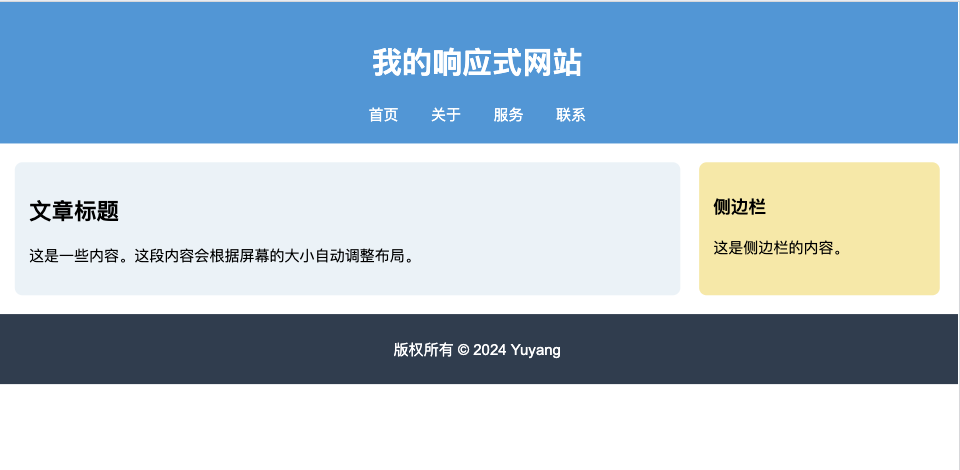 我的响应式网站
首页 关于 服务 联系
文章标题
这是一些内容。这段内容会根据屏幕的大小自动调整布局。
侧边栏
这是侧边栏的内容。
版权所有 © 2024 Yuyang